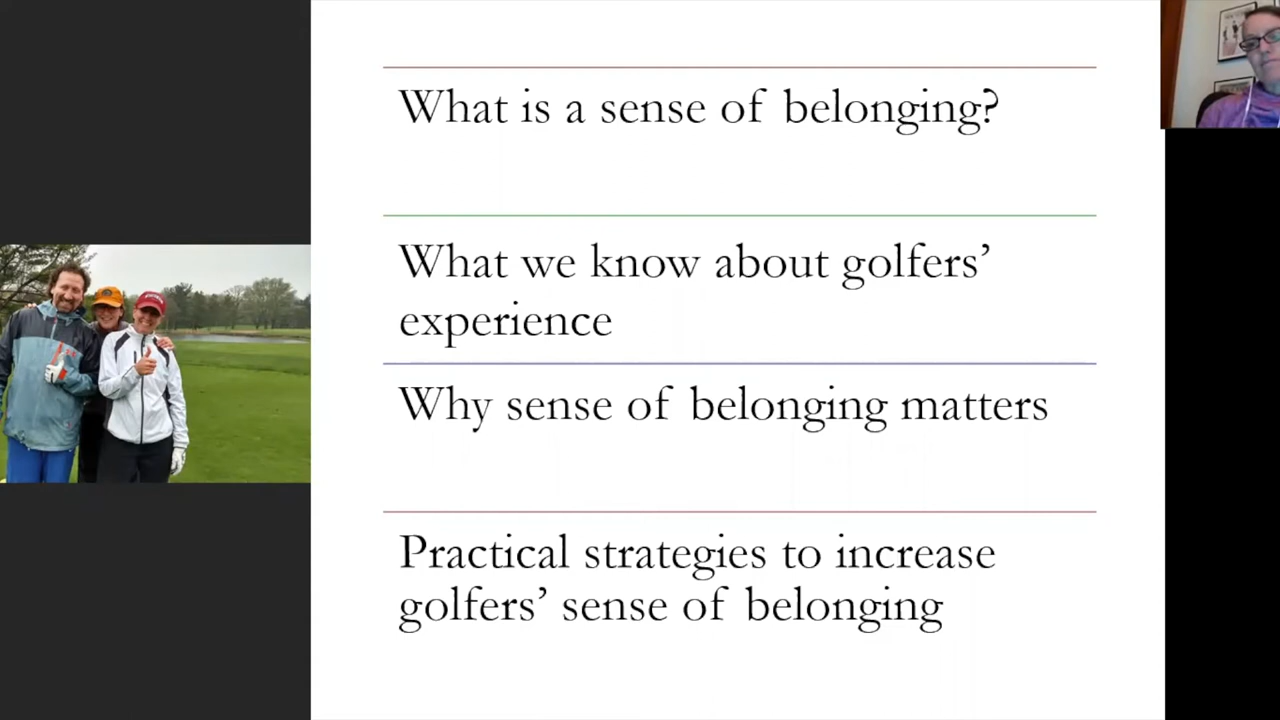 What is a sense of belonging?
What we know about golfers’
experience
Why sense of belonging matters
Practical strategies to increase
golfers’ sense of belonging